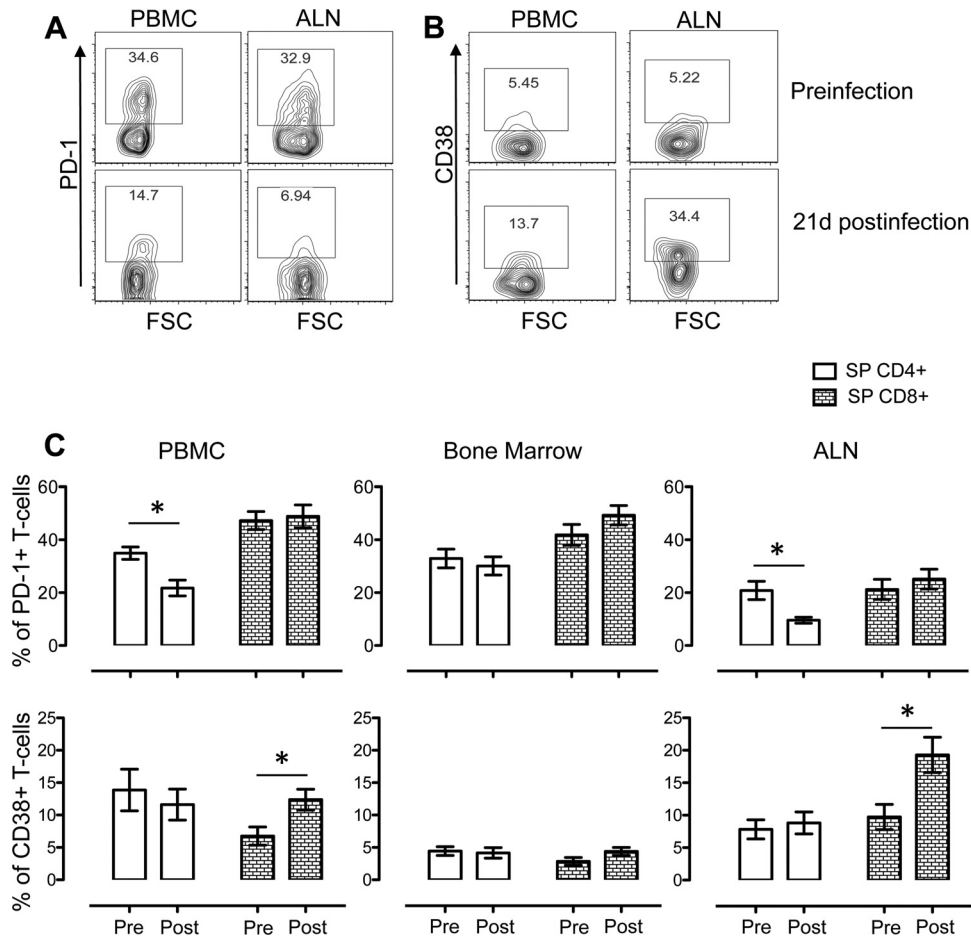 A
PBMC
ALN
B
PBMC
ALN
PD-1
34.6
32.9
CD38
5.45
5.22
Preinfection
14.7
6.94
13.7
34.4
21d postinfection
FSC
FSC
FSC
FSC
SP CD4+
SP CD8+
C
PBMC
Bone Marrow
ALN
% of PD-1+ T-cells
60
40
20
0
*
60
40
20
0
60
40
20
0
*
% of CD38+ T-cells
25
20
15
10
5
0
*
25
20
15
10
5
0
25
20
15
10
5
0
*
Pre Post Pre Post
Pre Post Pre Post
Pre Post Pre Post